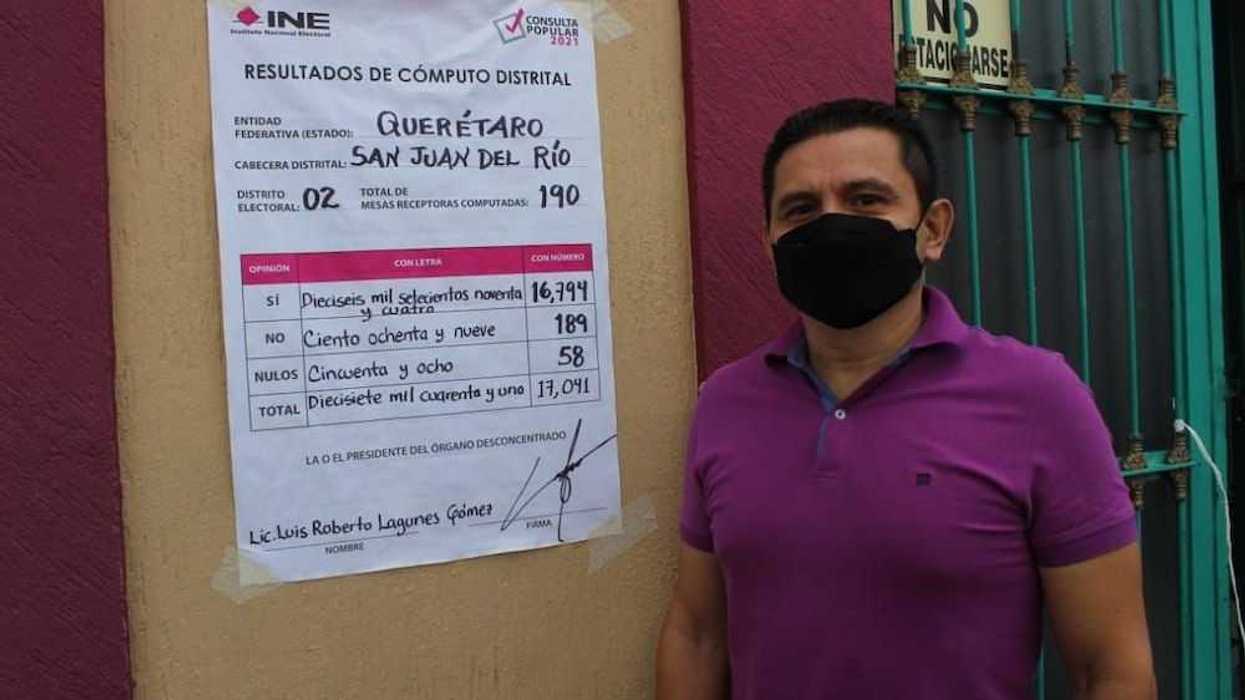 INE
Instituto Nacional Electoral
CONSULTA
POPULAR
2021
RESULTADOS DE CÓMPUTO DISTRITAL
ENTIDAD
FEDERATIVA (ESTADO): QUERÉTARO
CABECERA DISTRITAL: SAN JUAN DEL RÍO
DISTRITO
ELECTORAL: 02
TOTAL DE
MESAS RECEPTORAS COMPUTADAS: 190
OPINIÓN CON LETRA CON NÚMERO
SÍ Dieciseis mil setecientos noventa 16,794
y cuatro
NO Ciento ochenta y nueve 189
NULOS Cincuenta y ocho 58
TOTAL Diecisiete mil cuarenta y uno 17,041
LA O EL PRESIDENTE DEL ÓRGANO DESCONCENTRADO
Lic. Luis Roberto Lagunes Gómez
NOMBRE
FIRMA
NO
ESTACIONARSE